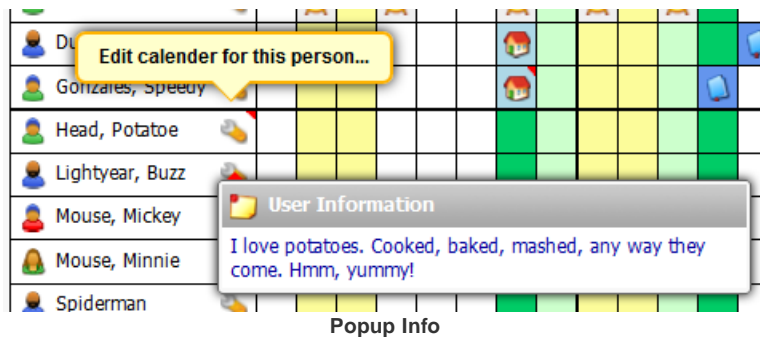 Du
Edit calender for this person...
Gonzales, Speedy
Head, Potatoe
Lightyear, Buzz
User Information
Mouse, Mickey
I love potatoes. Cooked, baked, mashed, any way they
come. Hmm, yummy!
Mouse, Minnie
Spiderman
Popup Info